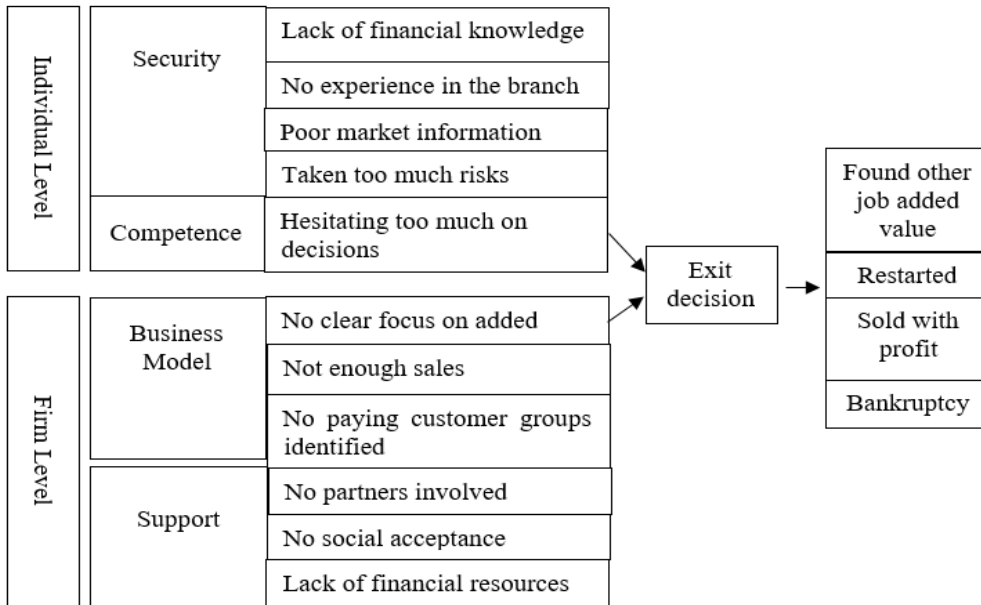 Individual Level
Security
Lack of financial knowledge
No experience in the branch
Poor market information
Taken too much risks
Competence
Hesitating too much on
decisions
Firm Level
Business
Model
No clear focus on added
Not enough sales
No paying customer groups
identified
Support
No partners involved
No social acceptance
Lack of financial resources
Exit
decision
Found other
job added
value
Restarted
Sold with
profit
Bankruptcy